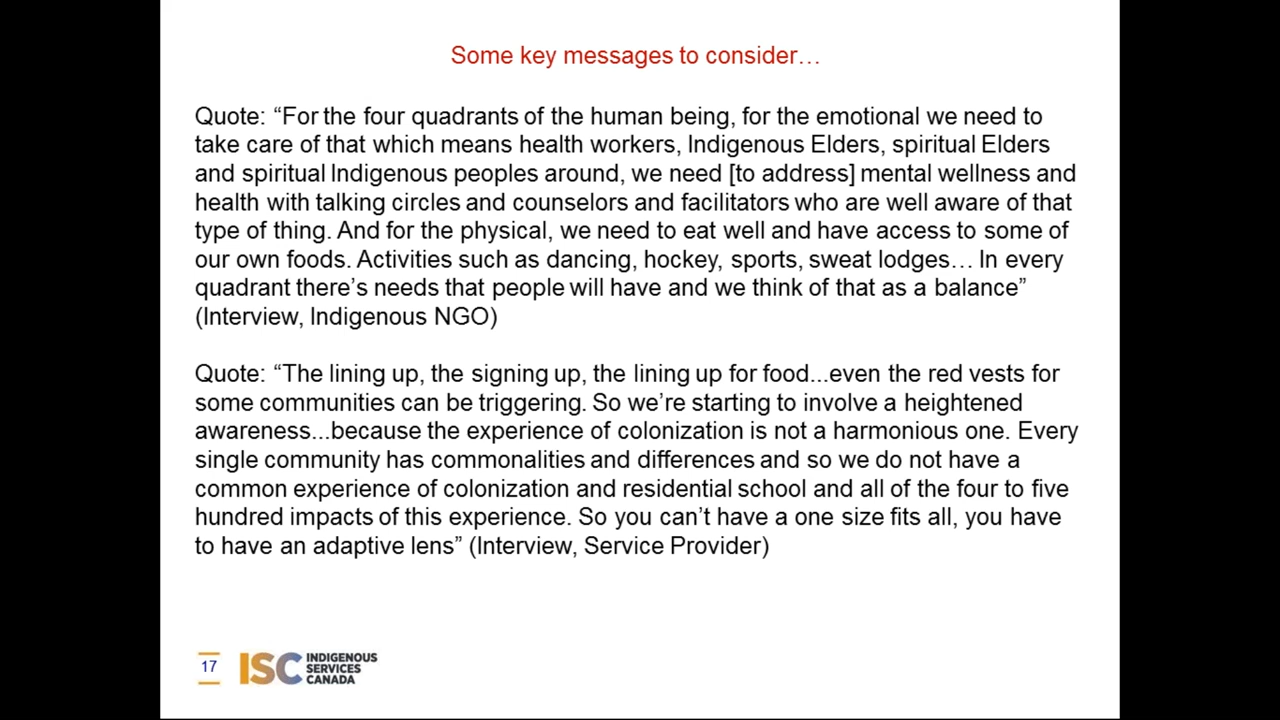 Some key messages to consider…
Quote: “For the four quadrants of the human being, for the emotional we need to
take care of that which means health workers, Indigenous Elders, spiritual Elders
and spiritual Indigenous peoples around, we need [to address] mental wellness and
health with talking circles and counselors and facilitators who are well aware of that
type of thing. And for the physical, we need to eat well and have access to some of
our own foods. Activities such as dancing, hockey, sports, sweat lodges… In every
quadrant there’s needs that people will have and we think of that as a balance”
(Interview, Indigenous NGO)
Quote: “The lining up, the signing up, the lining up for food...even the red vests for
some communities can be triggering. So we’re starting to involve a heightened
awareness...because the experience of colonization is not a harmonious one. Every
single community has commonalities and differences and so we do not have a
common experience of colonization and residential school and all of the four to five
hundred impacts of this experience. So you can’t have a one size fits all, you have
to have an adaptive lens” (Interview, Service Provider)
17
ISC
INDIGENOUS
SERVICES
CANADA